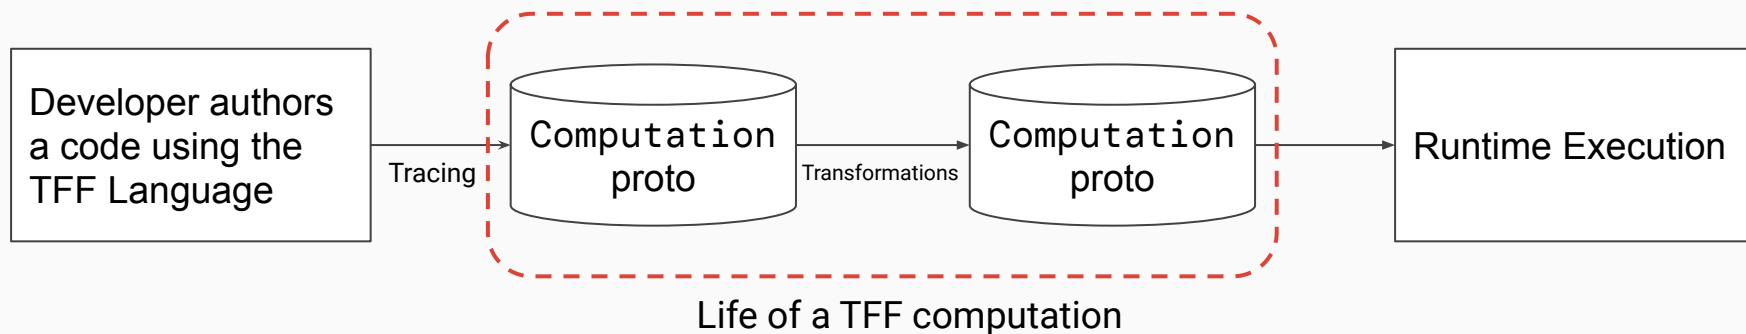 Developer authors
a code using the
TFF Language
Tracing
Computation
proto
Transformations
Computation
proto
Runtime Execution
Life of a TFF computation